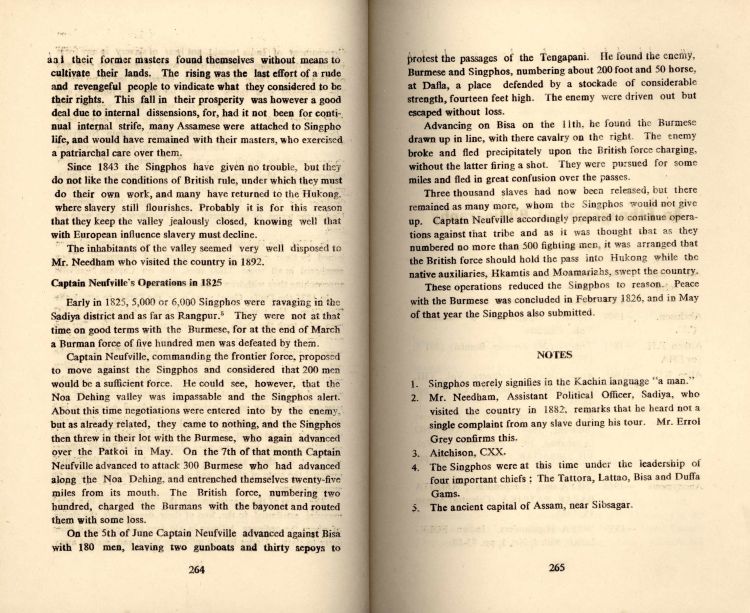 aal their former masters found themselves without means to
cultivate their lands. The rising was the last effort of a rude
and revengeful people to vindicate what they considered to be
their rights. This fall in their prosperity was however a good
deal due to internal dissensions, for, had it not been for conti-
nual internal strife, many Assamese were attached to Singpho
life, and would have remained with their masters, who exercised
a patriarchal care over them.
Since 1843 the Singphos have given no trouble, but they
do not like the conditions of British rule, under which they must
do their own work, and many have returned to the Hukong,
where slavery still flourishes. Probably it is for this reason
that they keep the valley jealously closed, knowing well that
with European influence slavery must decline.
The inhabitants of the valley seemed very well disposed to
Mr. Needham who visited the country in 1892.
Captain Neufville's Operations in 1825
Early in 1825, 5,000 or 6,000 Singphos were ravaging in the
Sadiya district and as far as Rangpur.⁵ They were not at that
time on good terms with the Burmese, for at the end of March
a Burman force of five hundred men was defeated by them.
Captain Neufville, commanding the frontier force, proposed
to move against the Singphos and considered that 200 men
would be a sufficient force. He could see, however, that the
Noa Dehing valley was impassable and the Singphos alert.
About this time negotiations were entered into by the enemy,
but as already related, they came to nothing, and the Singphos
then threw in their lot with the Burmese, who again advanced
over the Patkoi in May. On the 7th of that month Captain
Neufville advanced to attack 300 Burmese who had advanced
along the Noa Dehing, and entrenched themselves twenty-five
miles from its mouth. The British force, numbering two
hundred, charged the Burmans with the bayonet and routed
them with some loss.
On the 5th of June Captain Neufville advanced against Bisa
with 180 men, leaving two gunboats and thirty sepoys to
264
protest the passages of the Tengapani. He found the enemy,
Burmese and Singphos, numbering about 200 foot and 50 horse,
at Dafla, a place defended by a stockade of considerable
strength, fourteen feet high. The enemy were driven out but
escaped without loss.
Advancing on Bisa on the 11th, he found the Burmese
drawn up in line, with there cavalry on the right. The enemy
broke and fled precipitately upon the British force charging,
without the latter firing a shot. They were pursued for some
miles and fled in great confusion over the passes.
Three thousand slaves had now been released, but there
remained as many more, whom the Singphos would not give
up. Captain Neufville accordingly prepared to continue opera-
tions against that tribe and as it was thought that as they
numbered no more than 500 fighting men, it was arranged that
the British force should hold the pass into Hukong while the
native auxiliaries, Hkamtis and Moamariahs, swept the country.
These operations reduced the Singphos to reason. Peace
with the Burmese was concluded in February 1826, and in May
of that year the Singphos also submitted.
NOTES
1. Singphos merely signifies in the Kachin language "a man."
2. Mr. Needham, Assistant Political Officer, Sadiya, who
visited the country in 1882, remarks that he heard not a
single complaint from any slave during his tour. Mr. Errol
Grey confirms this.
3. Aitchison, CXX.
4. The Singphos were at this time under the leadership of
four important chiefs : The Tattora, Lattao, Bisa and Duffa
Gams.
5. The ancient capital of Assam, near Sibsagar.
265